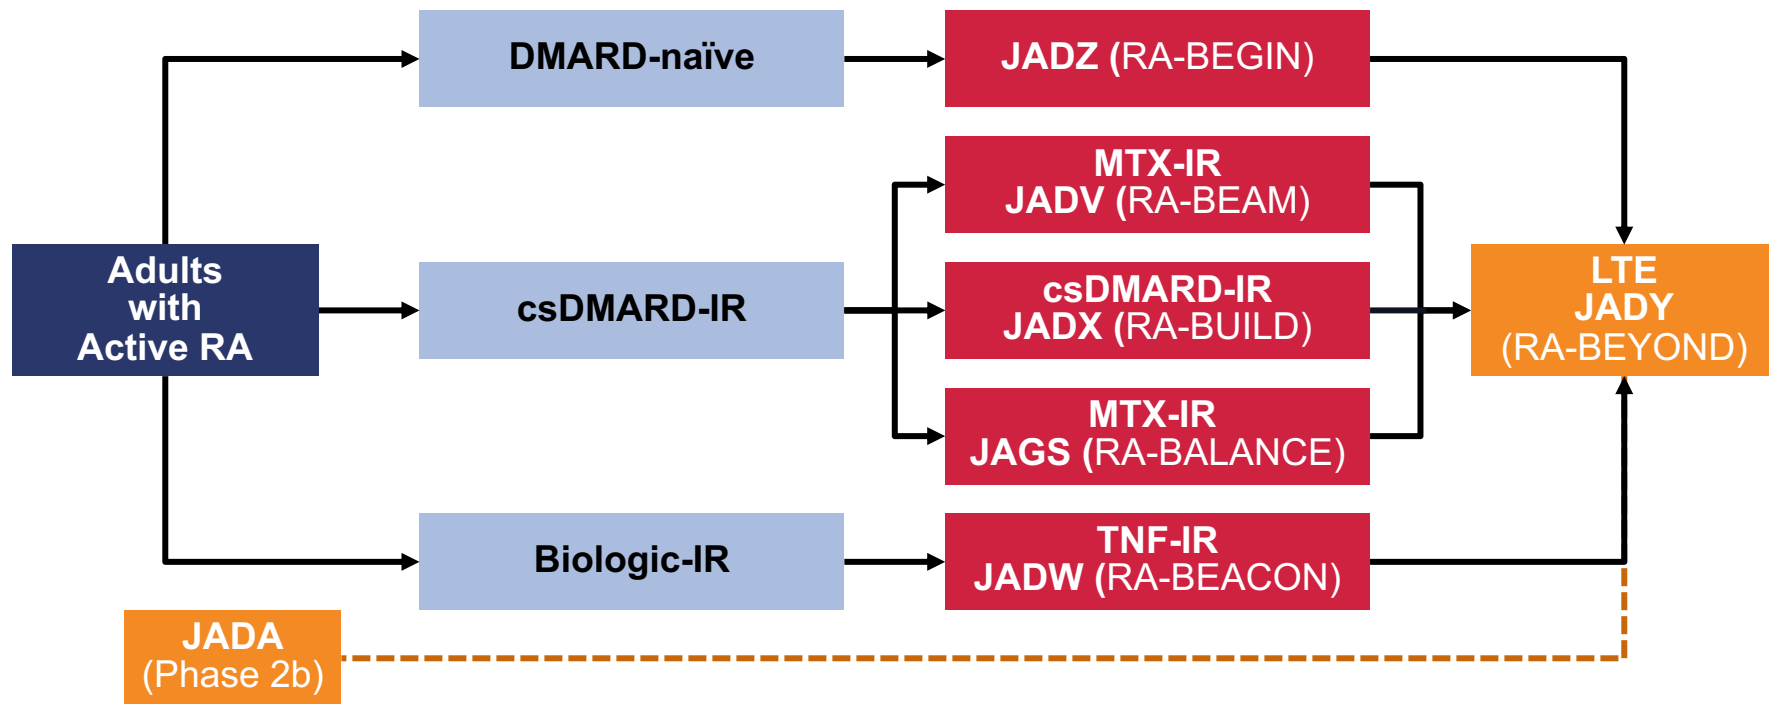 DMARD-naïve
JADZ (RA-BEGIN)
MTX-IR
JADV (RA-BEAM)
Adults
with
Active RA
csDMARD-IR
csDMARD-IR
JADX (RA-BUILD)
LTE
JADY
(RA-BEYOND)
MTX-IR
JAGS (RA-BALANCE)
Biologic-IR
TNF-IR
JADW (RA-BEACON)
JADA
(Phase 2b)